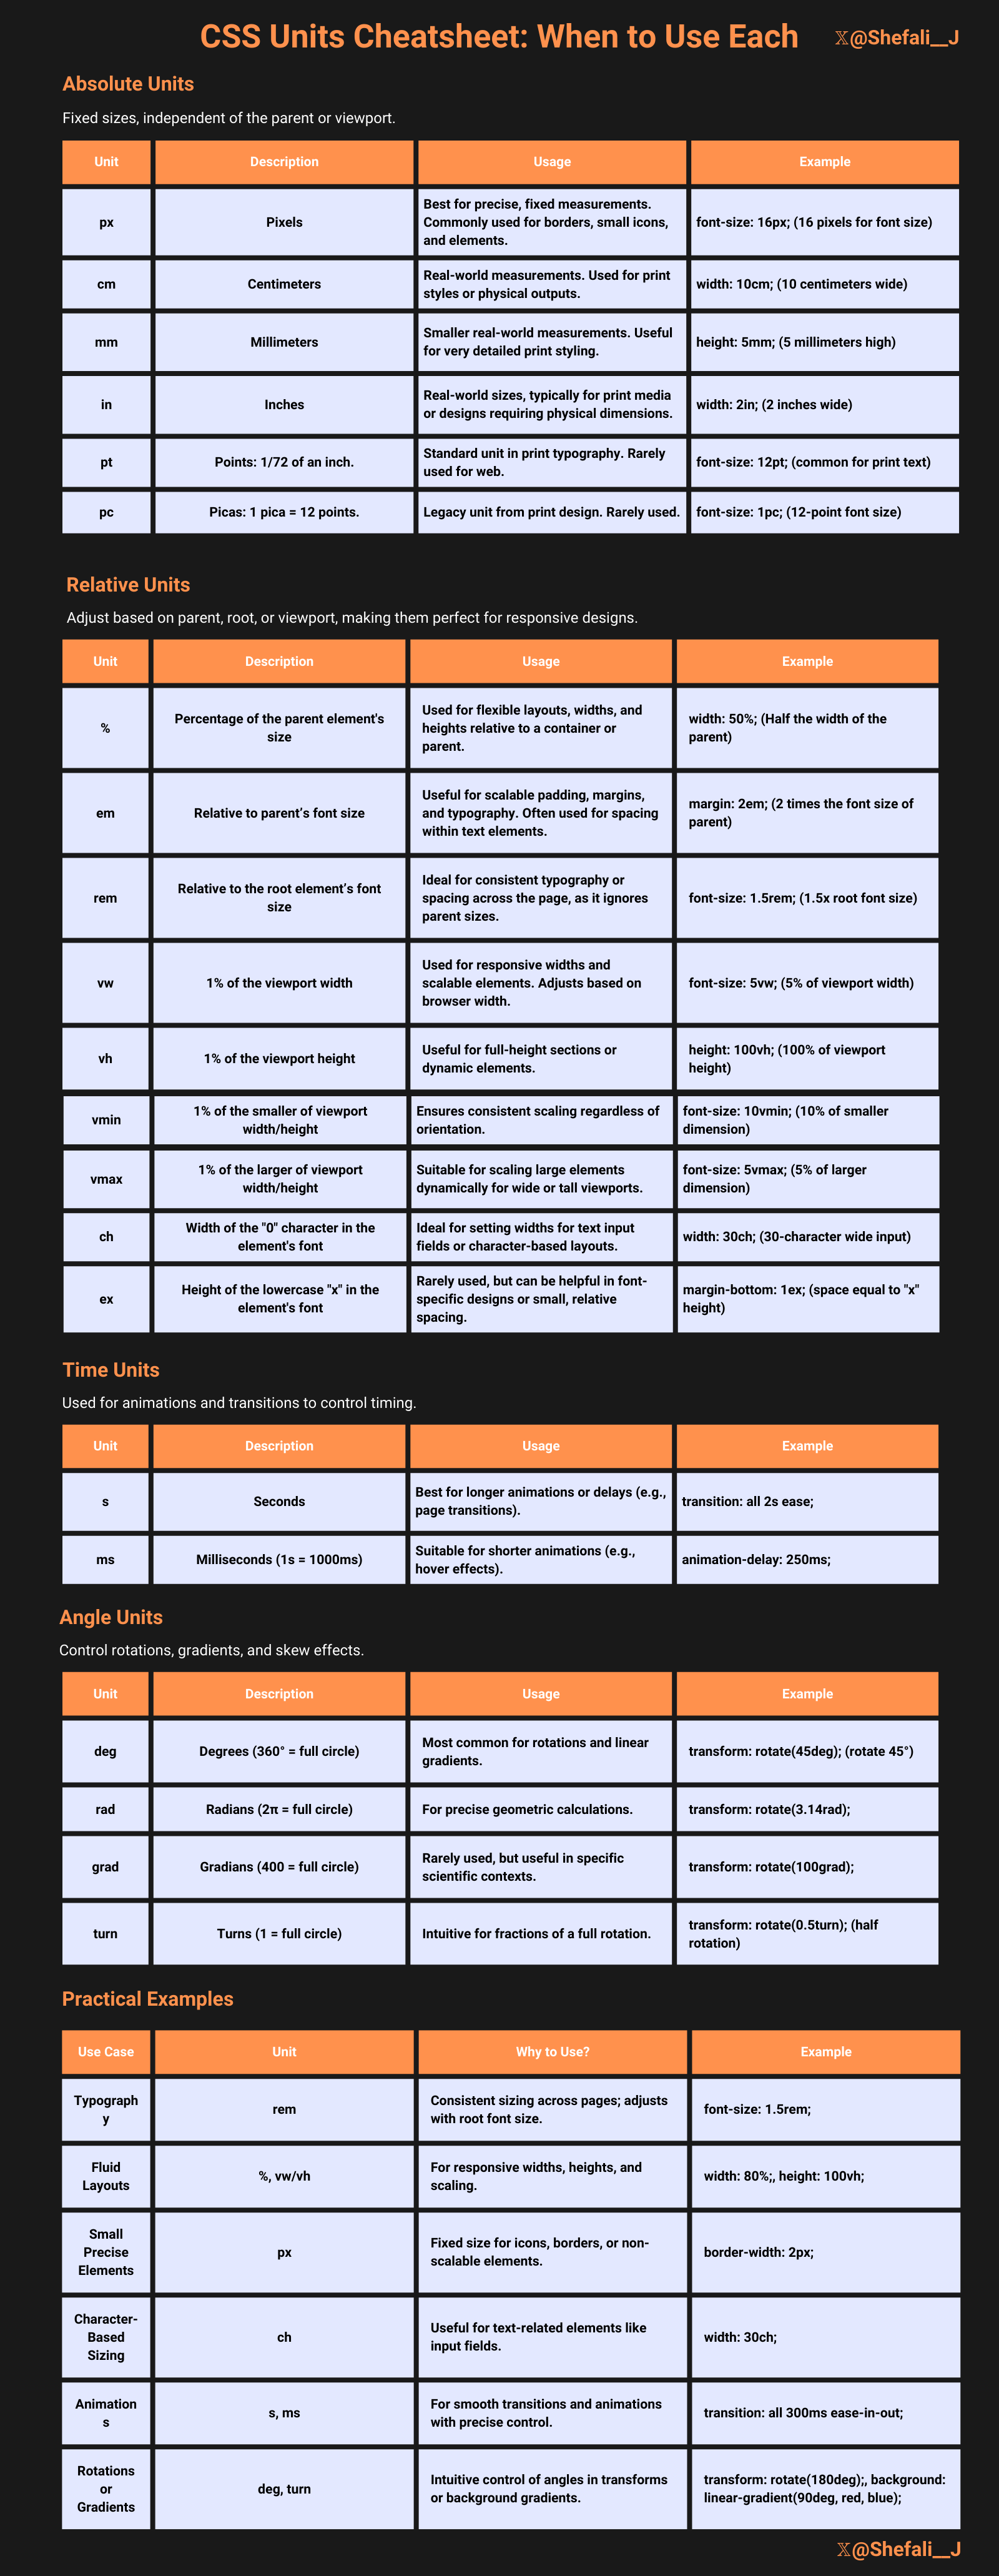 CSS Units Cheatsheet: When to Use Each
𝕏@Shefali__J
Absolute Units
Fixed sizes, independent of the parent or viewport.
Unit
Description
Usage
Example
px
Pixels
Best for precise, fixed measurements.
Commonly used for borders, small icons,
and elements.
font-size: 16px; (16 pixels for font size)
cm
Centimeters
Real-world measurements. Used for print
styles or physical outputs.
width: 10cm; (10 centimeters wide)
mm
Millimeters
Smaller real-world measurements. Useful
for very detailed print styling.
height: 5mm; (5 millimeters high)
in
Inches
Real-world sizes, typically for print media
or designs requiring physical dimensions.
width: 2in; (2 inches wide)
pt
Points: 1/72 of an inch.
Standard unit in print typography. Rarely
used for web.
font-size: 12pt; (common for print text)
pc
Picas: 1 pica = 12 points.
Legacy unit from print design. Rarely used.
font-size: 1pc; (12-point font size)
Relative Units
Adjust based on parent, root, or viewport, making them perfect for responsive designs.
Unit
Description
Usage
Example
%
Percentage of the parent element's
size
Used for flexible layouts, widths, and
heights relative to a container or
parent.
width: 50%; (Half the width of the
parent)
em
Relative to parent’s font size
Useful for scalable padding, margins,
and typography. Often used for spacing
within text elements.
margin: 2em; (2 times the font size of
parent)
rem
Relative to the root element’s font
size
Ideal for consistent typography or
spacing across the page, as it ignores
parent sizes.
font-size: 1.5rem; (1.5x root font size)
vw
1% of the viewport width
Used for responsive widths and
scalable elements. Adjusts based on
browser width.
font-size: 5vw; (5% of viewport width)
vh
1% of the viewport height
Useful for full-height sections or
dynamic elements.
height: 100vh; (100% of viewport
height)
vmin
1% of the smaller of viewport
width/height
Ensures consistent scaling regardless of
orientation.
font-size: 10vmin; (10% of smaller
dimension)
vmax
1% of the larger of viewport
width/height
Suitable for scaling large elements
dynamically for wide or tall viewports.
font-size: 5vmax; (5% of larger
dimension)
ch
Width of the "0" character in the
element's font
Ideal for setting widths for text input
fields or character-based layouts.
width: 30ch; (30-character wide input)
ex
Height of the lowercase "x" in the
element's font
Rarely used, but can be helpful in font-
specific designs or small, relative
spacing.
margin-bottom: 1ex; (space equal to "x"
height)
Time Units
Used for animations and transitions to control timing.
Unit
Description
Usage
Example
s
Seconds
Best for longer animations or delays (e.g.,
page transitions).
transition: all 2s ease;
ms
Milliseconds (1s = 1000ms)
Suitable for shorter animations (e.g.,
hover effects).
animation-delay: 250ms;
Angle Units
Control rotations, gradients, and skew effects.
Unit
Description
Usage
Example
deg
Degrees (360° = full circle)
Most common for rotations and linear
gradients.
transform: rotate(45deg); (rotate 45°)
rad
Radians (2π = full circle)
For precise geometric calculations.
transform: rotate(3.14rad);
grad
Gradians (400 = full circle)
Rarely used, but useful in specific
scientific contexts.
transform: rotate(100grad);
turn
Turns (1 = full circle)
Intuitive for fractions of a full rotation.
transform: rotate(0.5turn); (half
rotation)
Practical Examples
Use Case
Unit
Why to Use?
Example
Typograph
y
rem
Consistent sizing across pages; adjusts
with root font size.
font-size: 1.5rem;
Fluid
Layouts
%, vw/vh
For responsive widths, heights, and
scaling.
width: 80%;, height: 100vh;
Small
Precise
Elements
px
Fixed size for icons, borders, or non-
scalable elements.
border-width: 2px;
Character-
Based
Sizing
ch
Useful for text-related elements like
input fields.
width: 30ch;
Animation
s
s, ms
For smooth transitions and animations
with precise control.
transition: all 300ms ease-in-out;
Rotations
or
Gradients
deg, turn
Intuitive control of angles in transforms
or background gradients.
transform: rotate(180deg);, background:
linear-gradient(90deg, red, blue);
𝕏@Shefali__J